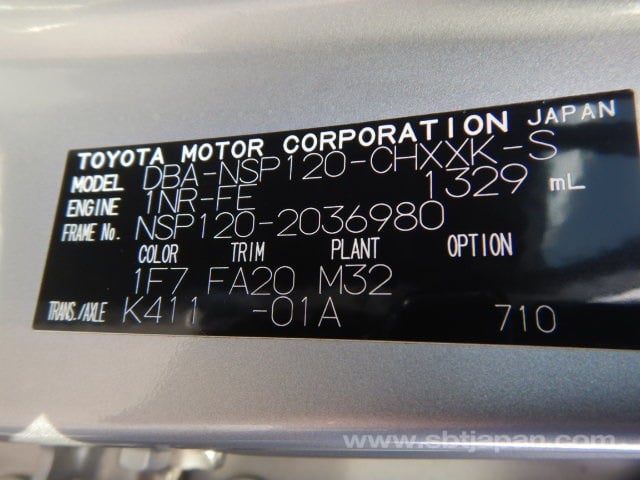 TOYOTA MOTOR CORPORATION JAPAN
MODEL DBA-NSP120-CHXXK-S
ENGINE 1NR-FE 1329 mL
FRAME No. NSP120-2036980
COLOR TRIM PLANT OPTION
1F7 FA20 M32
TRANS./AXLE K411 -01A 710
www.sbtjapan.com